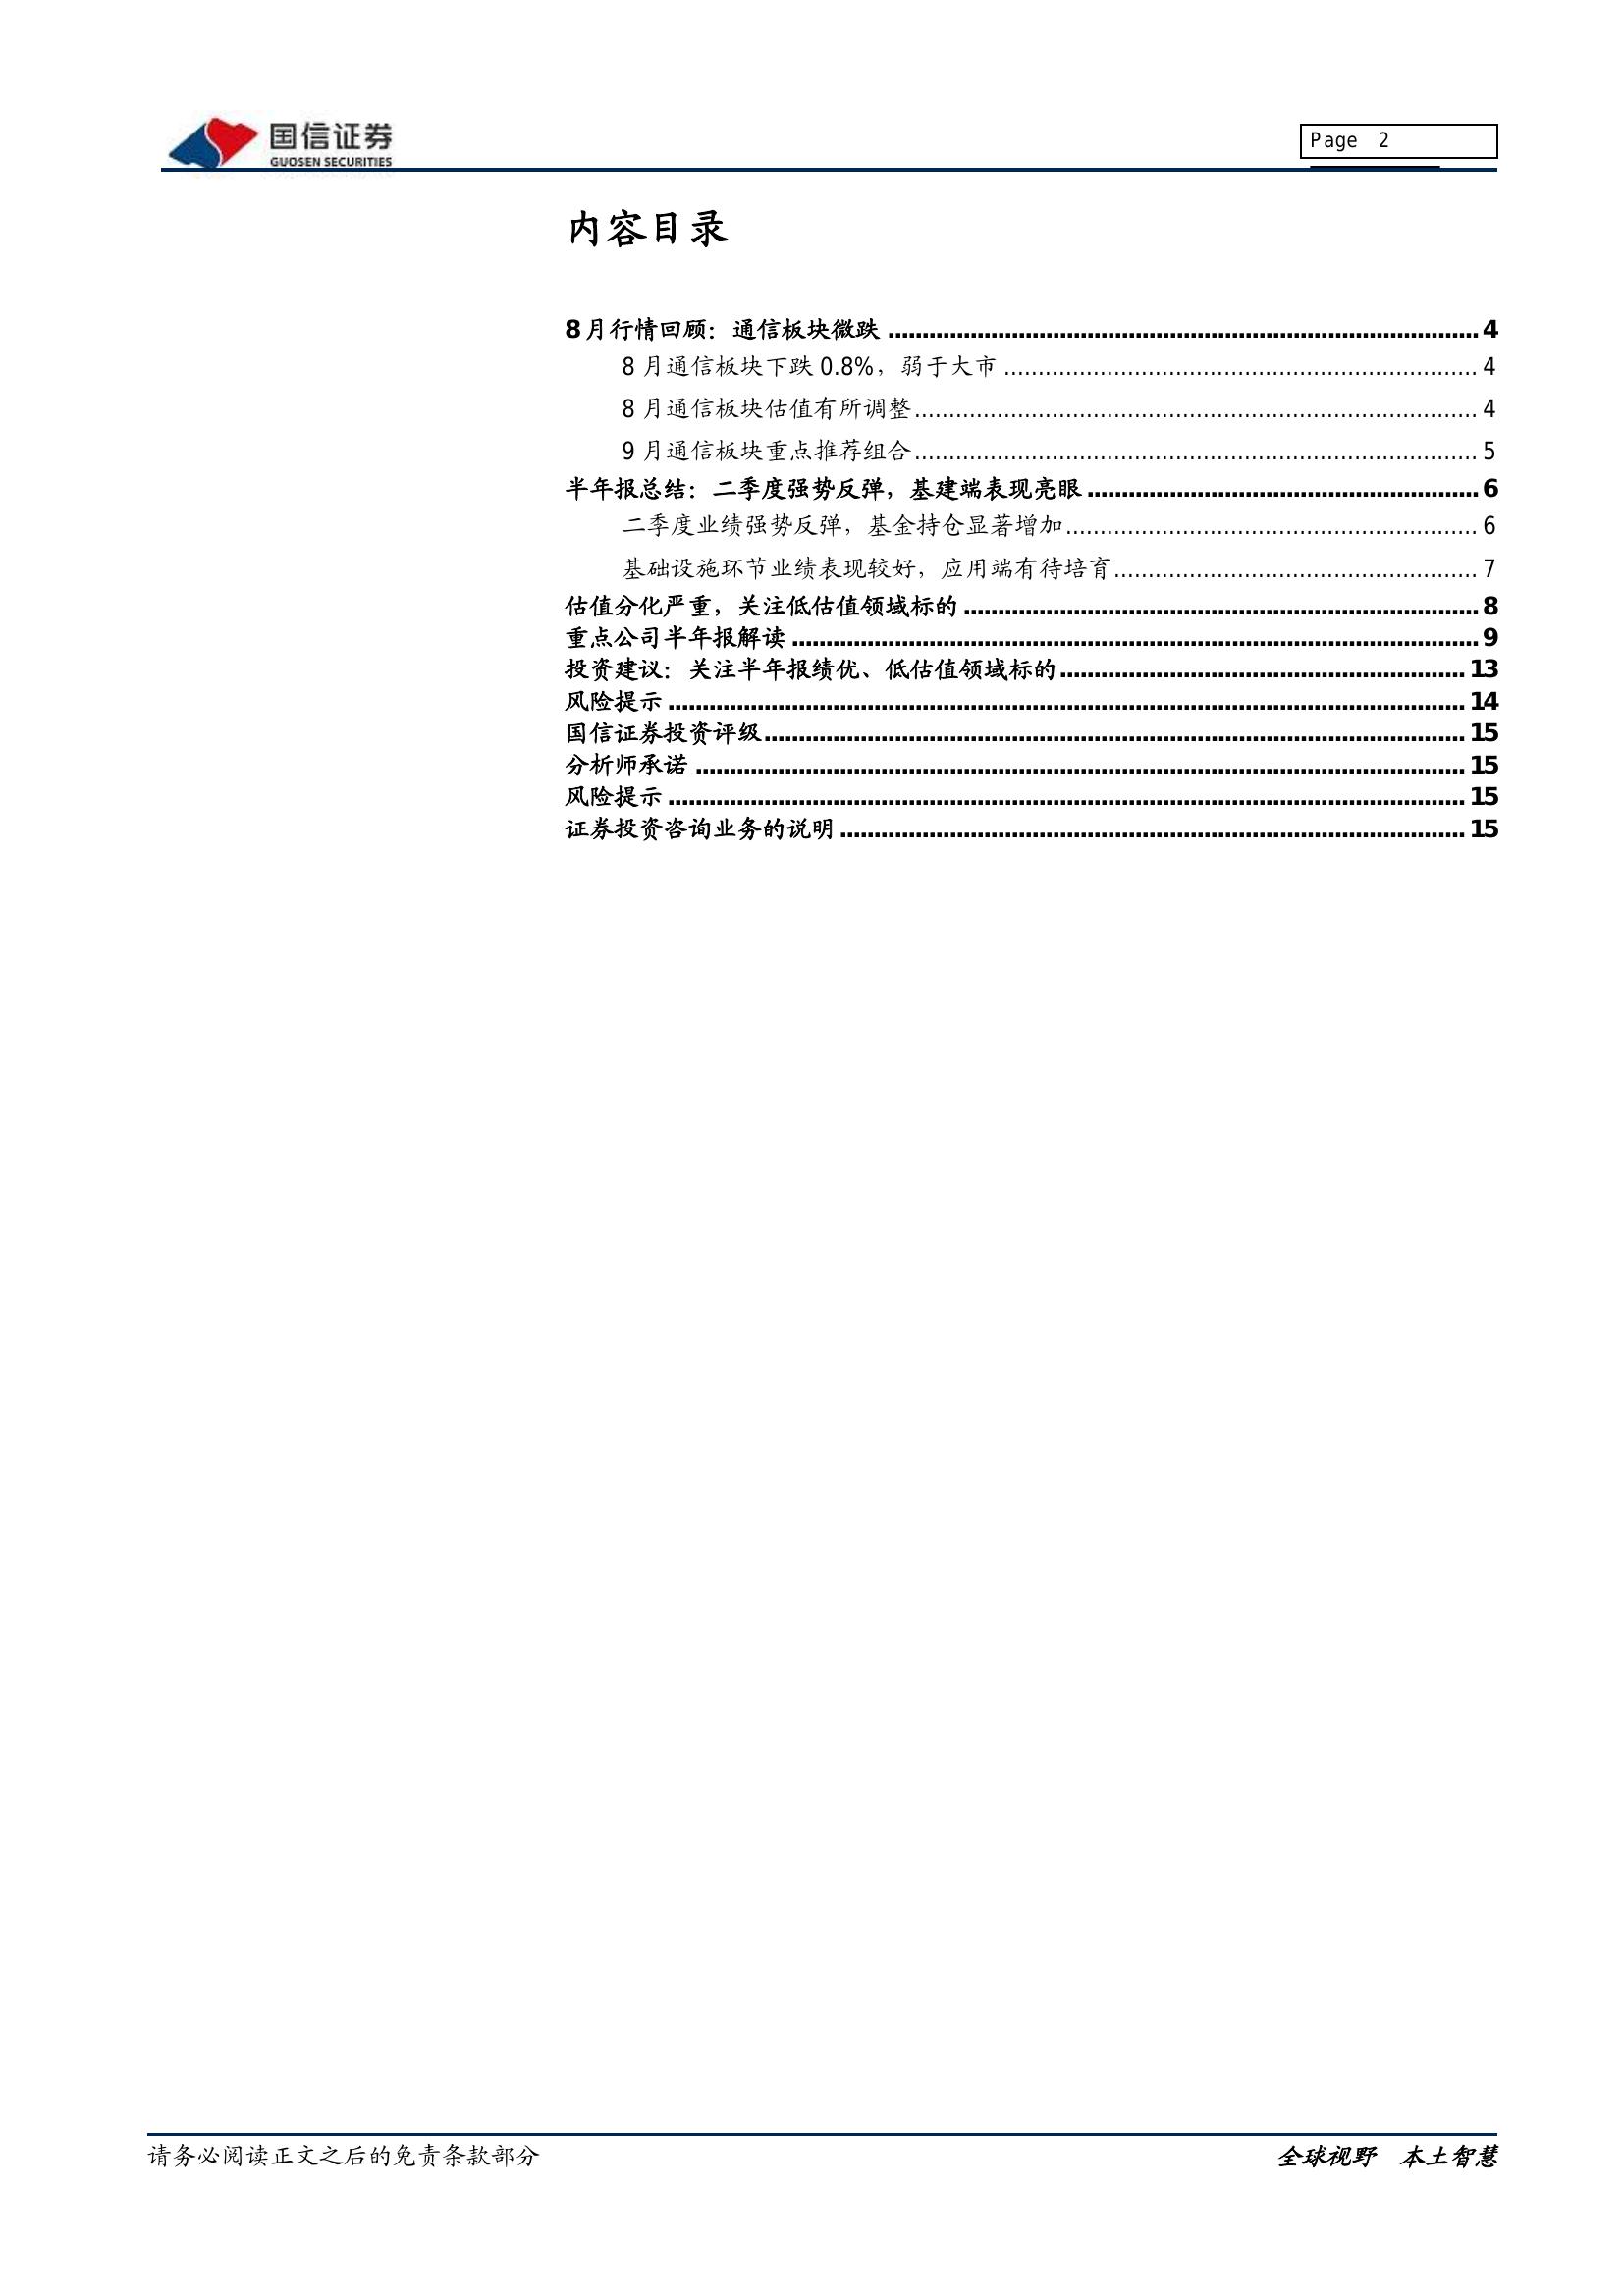 国信证券
GUOSEN SECURITIES
Page 2
内容目录
8月行情回顾：通信板块微跌 ........ 4
8 月通信板块下跌 0.8%，弱于大市 ........ 4
8 月通信板块估值有所调整 ........ 4
9 月通信板块重点推荐组合 ........ 5
半年报总结：二季度强势反弹，基建端表现亮眼 ........ 6
二季度业绩强势反弹，基金持仓显著增加 ........ 6
基础设施环节业绩表现较好，应用端有待培育 ........ 7
估值分化严重，关注低估值领域标的 ........ 8
重点公司半年报解读 ........ 9
投资建议：关注半年报绩优、低估值领域标的 ........ 13
风险提示 ........ 14
国信证券投资评级 ........ 15
分析师承诺 ........ 15
风险提示 ........ 15
证券投资咨询业务的说明 ........ 15
请务必阅读正文之后的免责条款部分
全球视野 本土智慧